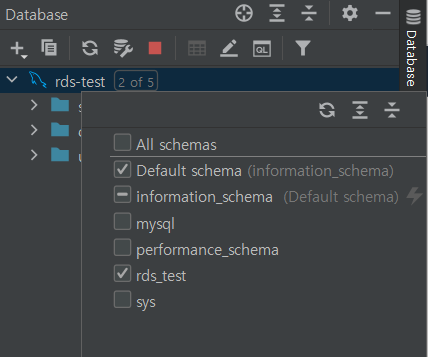 Database
QL
rds-test 2 of 5
Database
All schemas
Default schema (information_schema)
information_schema (Default schema)
mysql
performance_schema
rds_test
sys